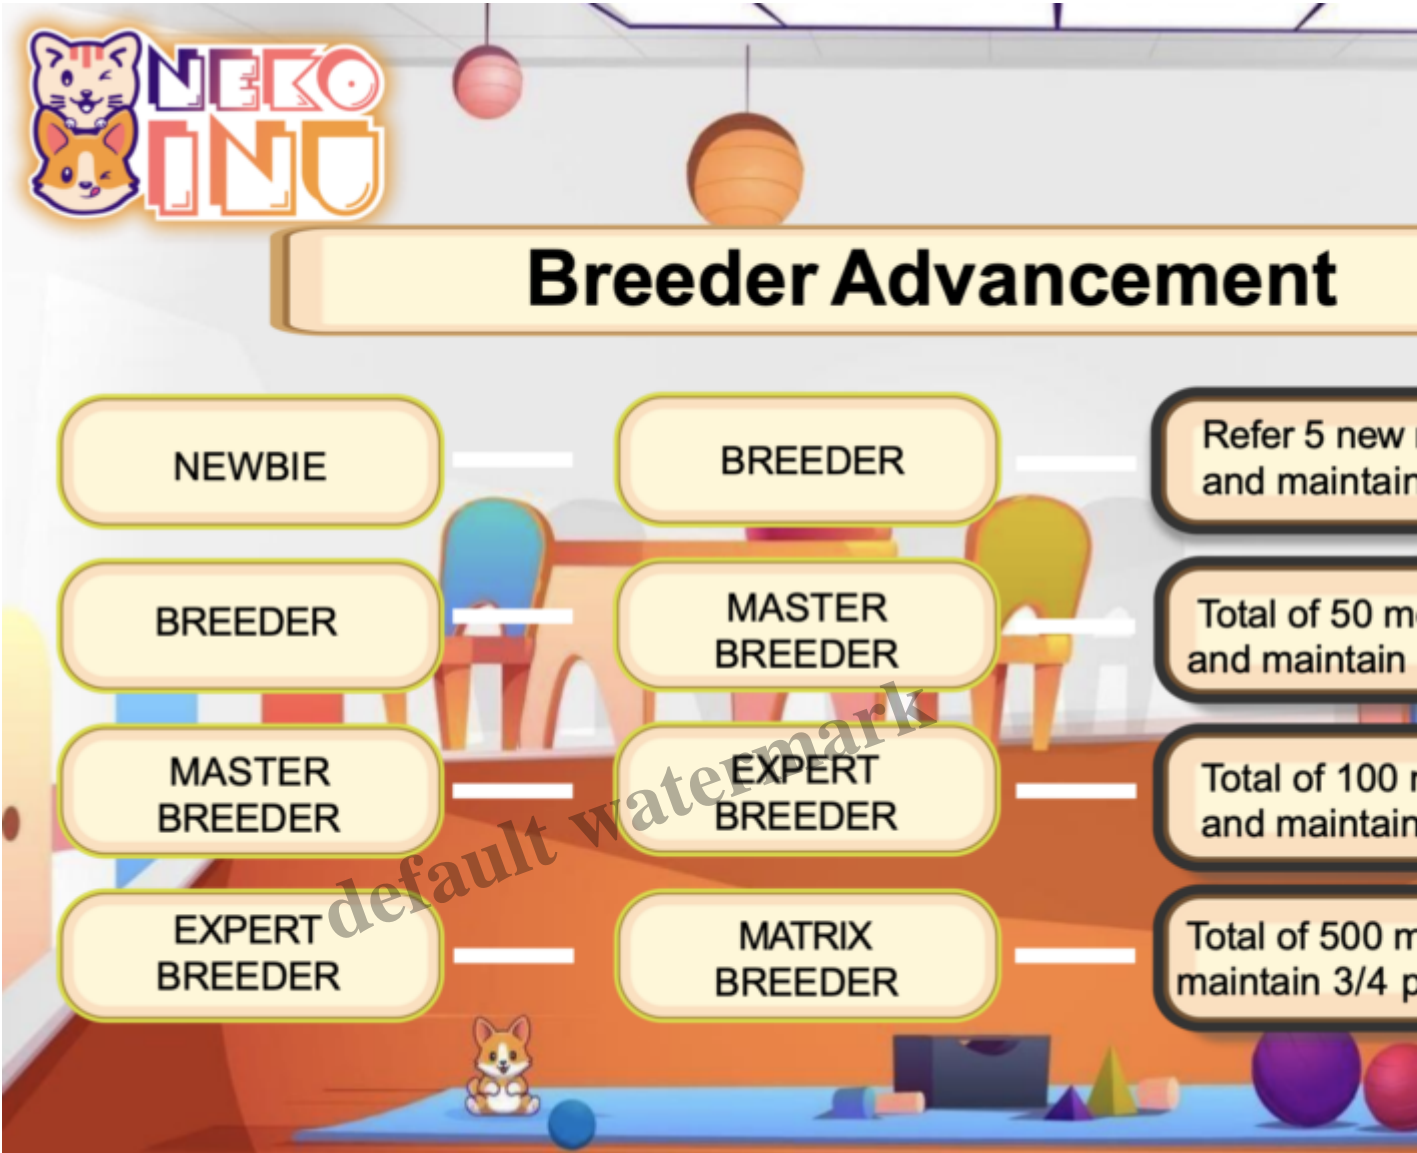 NEKO
INU
Breeder Advancement
NEWBIE
BREEDER
Refer 5 new
and maintain
BREEDER
MASTER
BREEDER
Total of 50
and maintain
MASTER
BREEDER
EXPERT
BREEDER
Total of 100
and maintain
EXPERT
BREEDER
MATRIX
BREEDER
Total of 500
maintain 3/4
default watermark